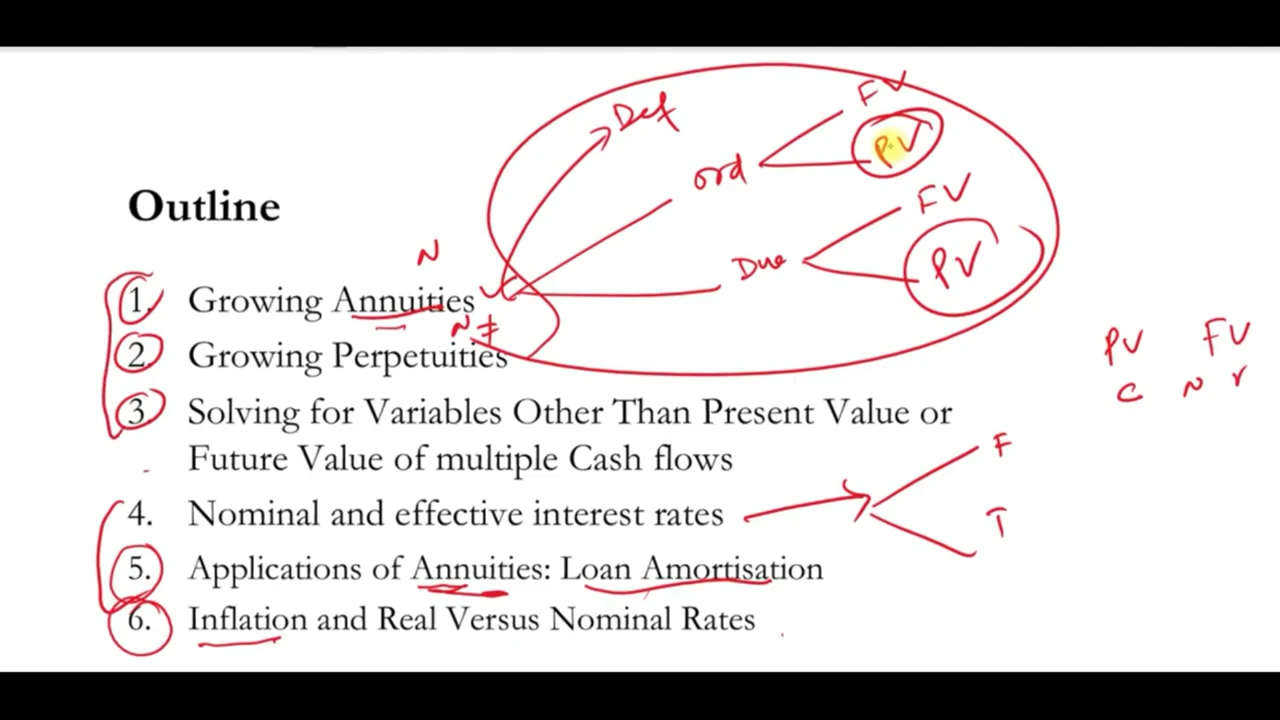 FV
Def
PV
ord
FV
Outline
N
Due
PV
1. Growing Annuities
N ≠
PV FV
2. Growing Perpetuities
C N r
3 Solving for Variables Other Than Present Value or
Future Value of multiple Cash flows
F
4. Nominal and effective interest rates
T
5. Applications of Annuities: Loan Amortisation
6. Inflation and Real Versus Nominal Rates